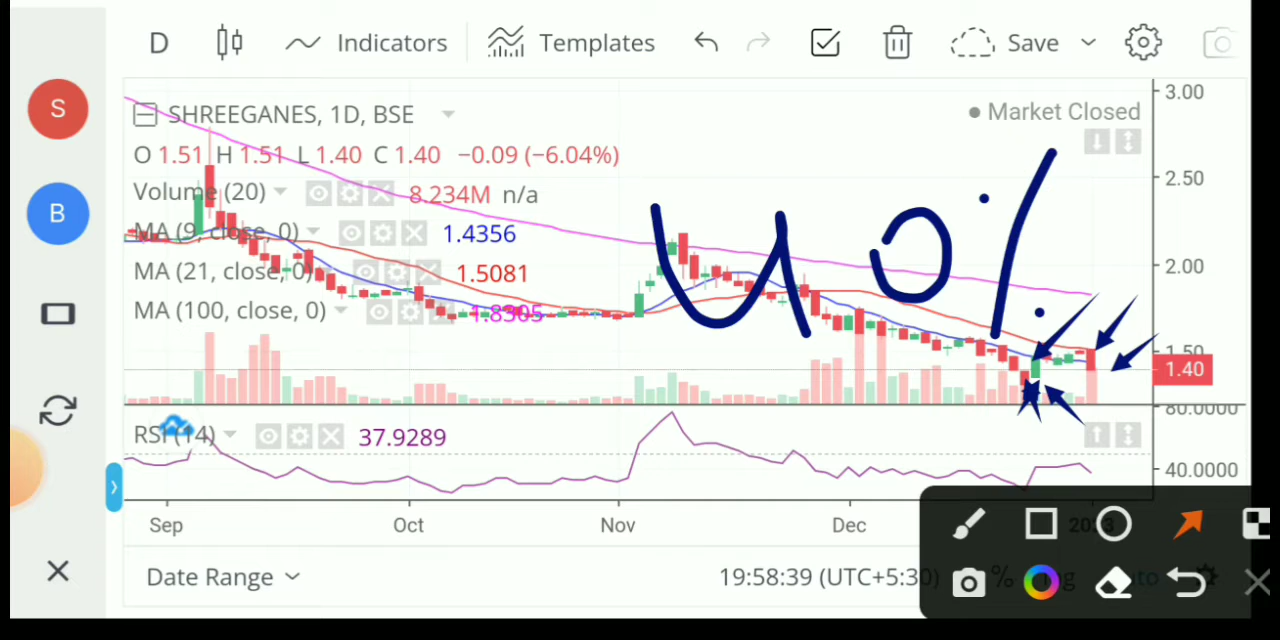 D Indicators Templates Save
S
B
SHREEGANES, 1D, BSE
Market Closed
O 1.51 H 1.51 L 1.40 C 1.40 −0.09 (−6.04%)
Volume (20) 8.234M n/a
MA (9, close, 0) 1.4356
MA (21, close, 0) 1.5081
MA (100, close, 0) 1.8305
3.00
2.50
2.00
1.50
1.40
RSI (14) 37.9289
80.0000
40.0000
Sep Oct Nov Dec
Date Range
19:58:39 (UTC+5:30) %